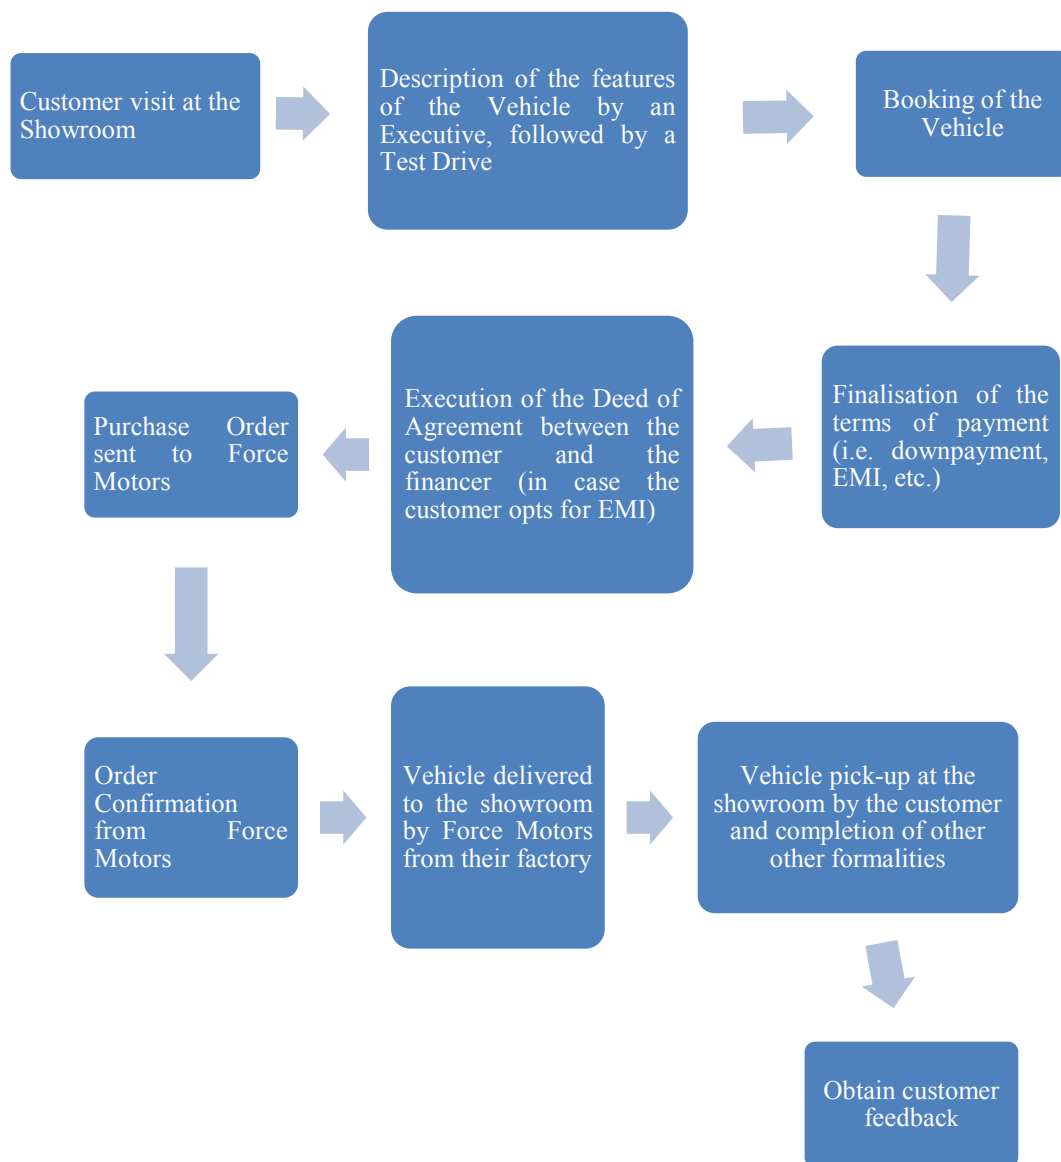 Customer visit at the
Showroom
Description of the features
of the Vehicle by an
Executive, followed by a
Test Drive
Booking of the
Vehicle
Finalisation of the
terms of payment
(i.e. downpayment,
EMI, etc.)
Execution of the Deed of
Agreement between the
customer and the
financer (in case the
customer opts for EMI)
Purchase Order
sent to Force
Motors
Order
Confirmation
from Force
Motors
Vehicle delivered
to the showroom
by Force Motors
from their factory
Vehicle pick-up at the
showroom by the customer
and completion of other
other formalities
Obtain customer
feedback